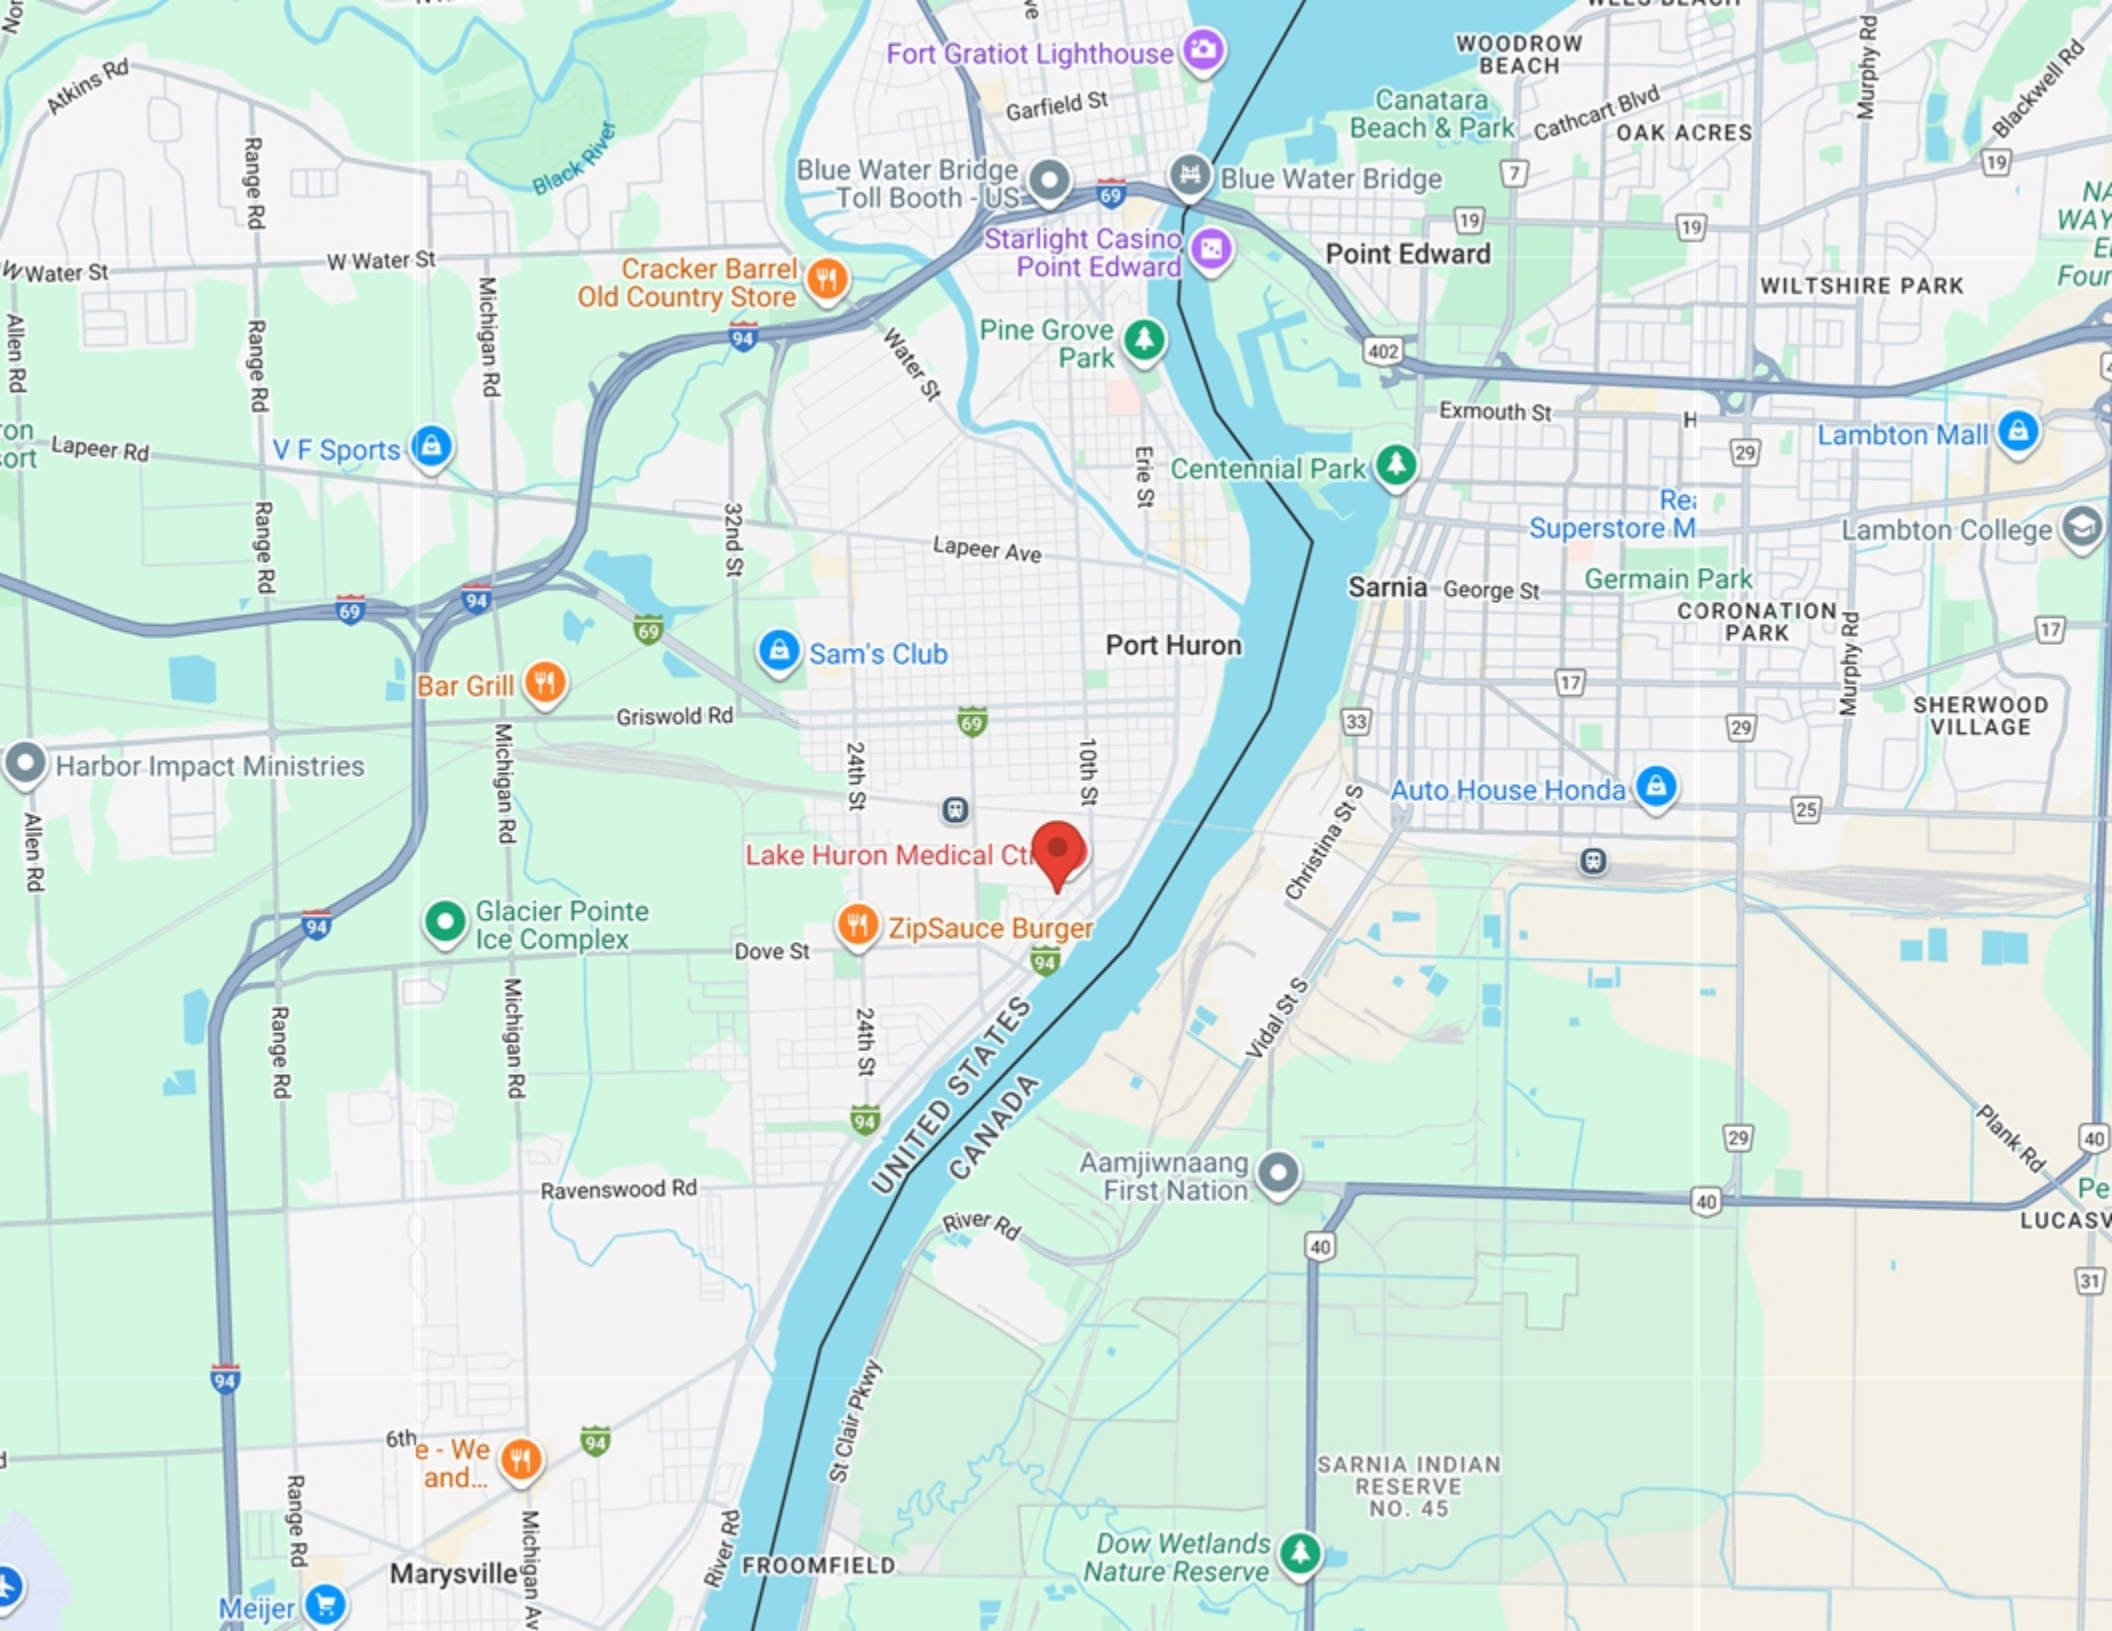 WOODROW
BEACH
Fort Gratiot Lighthouse
Atkins Rd
Garfield St
Canatara
Beach & Park
Cathcart Blvd
OAK ACRES
Murphy Rd
Blackwell Rd
Black River
Range Rd
Blue Water Bridge
Toll Booth - US
69
Blue Water Bridge
7
19
19
19
W Water St
W Water St
Starlight Casino
Point Edward
Point Edward
WILTSHIRE PARK
Cracker Barrel
Old Country Store
Michigan Rd
Allen Rd
Range Rd
94
Water St
Pine Grove
Park
402
Exmouth St
H
29
Lambton Mall
Lapeer Rd
V F Sports
Erie St
Centennial Park
Range Rd
32nd St
Lapeer Ave
Superstore M
Lambton College
Sarnia
George St
Germain Park
CORONATION
PARK
17
69
94
69
Port Huron
Sam's Club
Murphy Rd
Bar Grill
17
SHERWOOD
VILLAGE
Griswold Rd
69
33
29
Harbor Impact Ministries
Michigan Rd
24th St
10th St
Christina St S
Auto House Honda
25
Allen Rd
Lake Huron Medical Ctr
94
Glacier Pointe
Ice Complex
ZipSauce Burger
Dove St
94
Range Rd
Michigan Rd
24th St
UNITED STATES
CANADA
Vidal St S
94
Plank Rd
29
40
Aamjiwnaang
First Nation
Ravenswood Rd
River Rd
40
40
LUCASV
31
94
St Clair Pkwy
6th
e - We
and...
94
SARNIA INDIAN
RESERVE
NO. 45
Range Rd
Michigan Av
River Rd
Dow Wetlands
Nature Reserve
Marysville
FROOMFIELD
Meijer